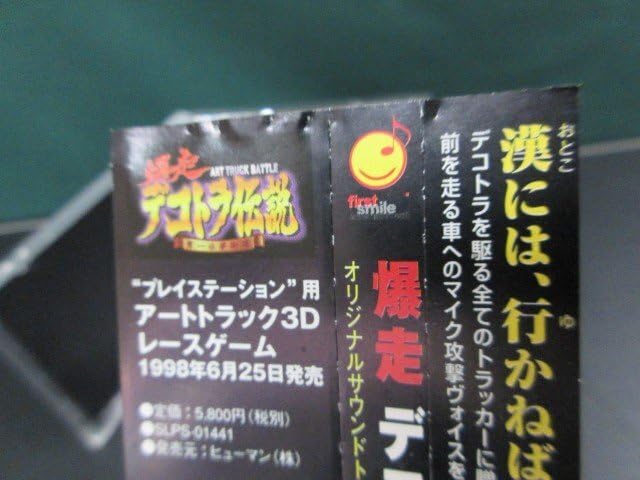 爆走
ART TRUCK BATTLE
デコトラ伝説
“プレイステーション”用
アートトラック3D
レースゲーム
1998年6月25日発売
●定価：5,800円(税別)
●SLPS-01441
●発売元：ヒューマン(株)
first
smile
爆走 デコ
オリジナルサウンドト
おとこ
漢には、行かねば
ゆ
デコトラを駆る全てのトラッカーに
前を走る車へのマイク攻撃ヴォイスを